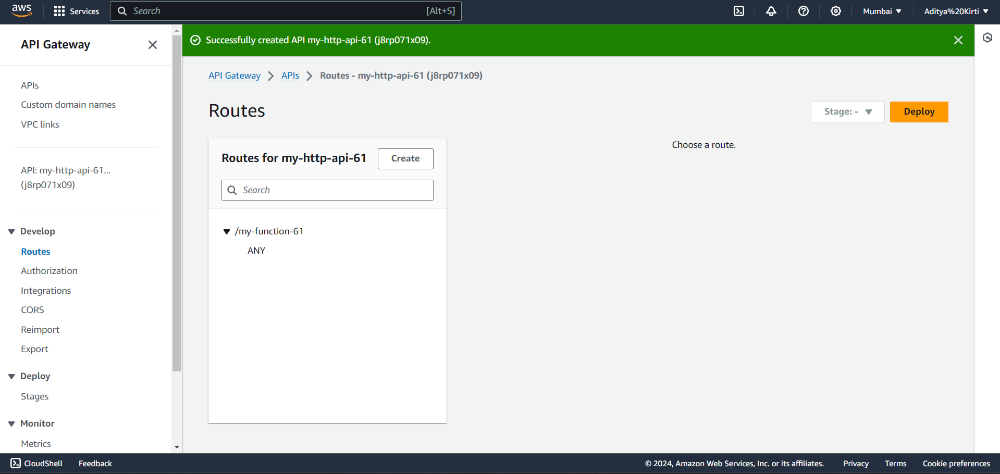 aws
Services
Search [Alt+S]
Mumbai
Aditya%20Kirti
API Gateway
APIs
Custom domain names
VPC links
API: my-http-api-61...
(j8rp071x09)
Develop
Routes
Authorization
Integrations
CORS
Reimport
Export
Deploy
Stages
Monitor
Metrics
Successfully created API my-http-api-61 (j8rp071x09).
API Gateway
APIs
Routes - my-http-api-61 (j8rp071x09)
Routes
Stage: -
Deploy
Routes for my-http-api-61
Create
Search
/my-function-61
ANY
Choose a route.
CloudShell
Feedback
© 2024, Amazon Web Services, Inc. or its affiliates.
Privacy
Terms
Cookie preferences